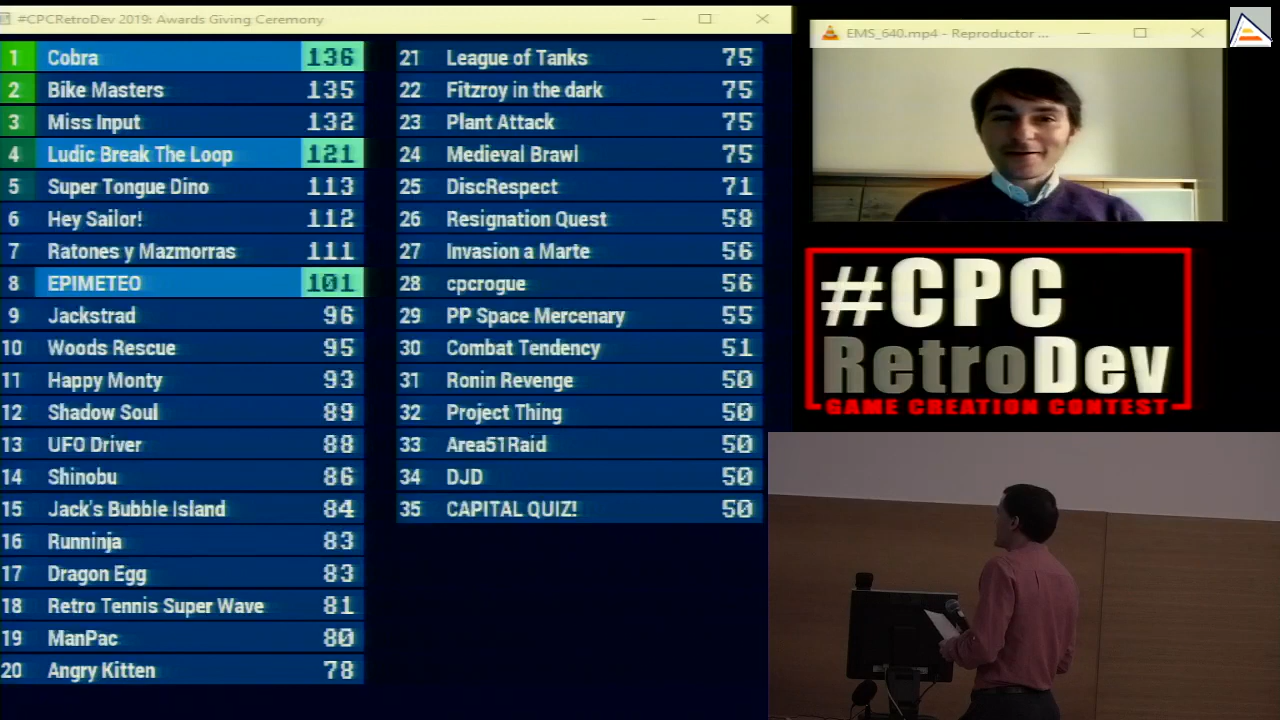 #CPCRetroDev 2019: Awards Giving Ceremony
1 Cobra 136
2 Bike Masters 135
3 Miss Input 132
4 Ludic Break The Loop 121
5 Super Tongue Dino 113
6 Hey Sailor! 112
7 Ratones y Mazmorras 111
8 EPIMETEO 101
9 Jackstrad 96
10 Woods Rescue 95
11 Happy Monty 93
12 Shadow Soul 89
13 UFO Driver 88
14 Shinobu 86
15 Jack's Bubble Island 84
16 Runninja 83
17 Dragon Egg 83
18 Retro Tennis Super Wave 81
19 ManPac 80
20 Angry Kitten 78
21 League of Tanks 75
22 Fitzroy in the dark 75
23 Plant Attack 75
24 Medieval Brawl 75
25 DiscRespect 71
26 Resignation Quest 58
27 Invasion a Marte 56
28 cpcrogue 56
29 PP Space Mercenary 55
30 Combat Tendency 51
31 Ronin Revenge 50
32 Project Thing 50
33 Area51Raid 50
34 DJD 50
35 CAPITAL QUIZ! 50
EMS_640.mp4 - Reproductor ...
#CPC
RetroDev
GAME CREATION CONTEST